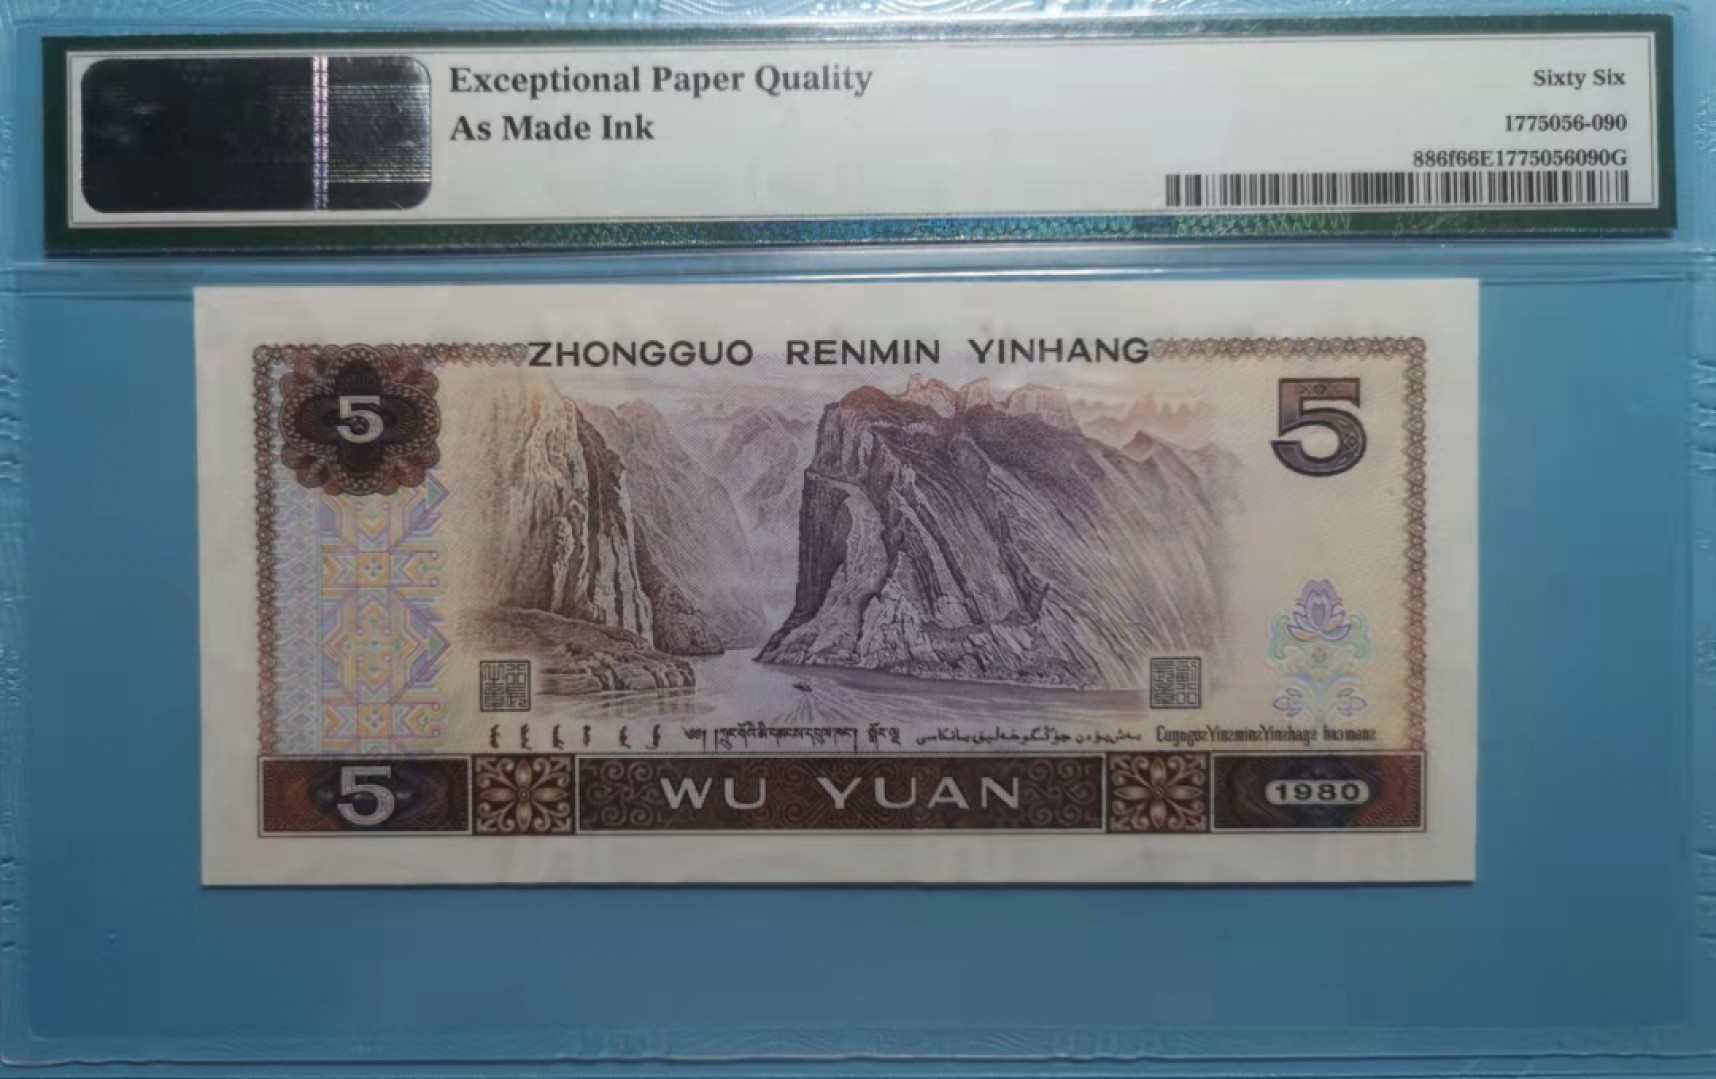 Exceptional Paper Quality
As Made Ink
Sixty Six
1775056-090
886f66E1775056090G
ZHONGGUO RENMIN YINHANG
5
5
5 WU YUAN 1980